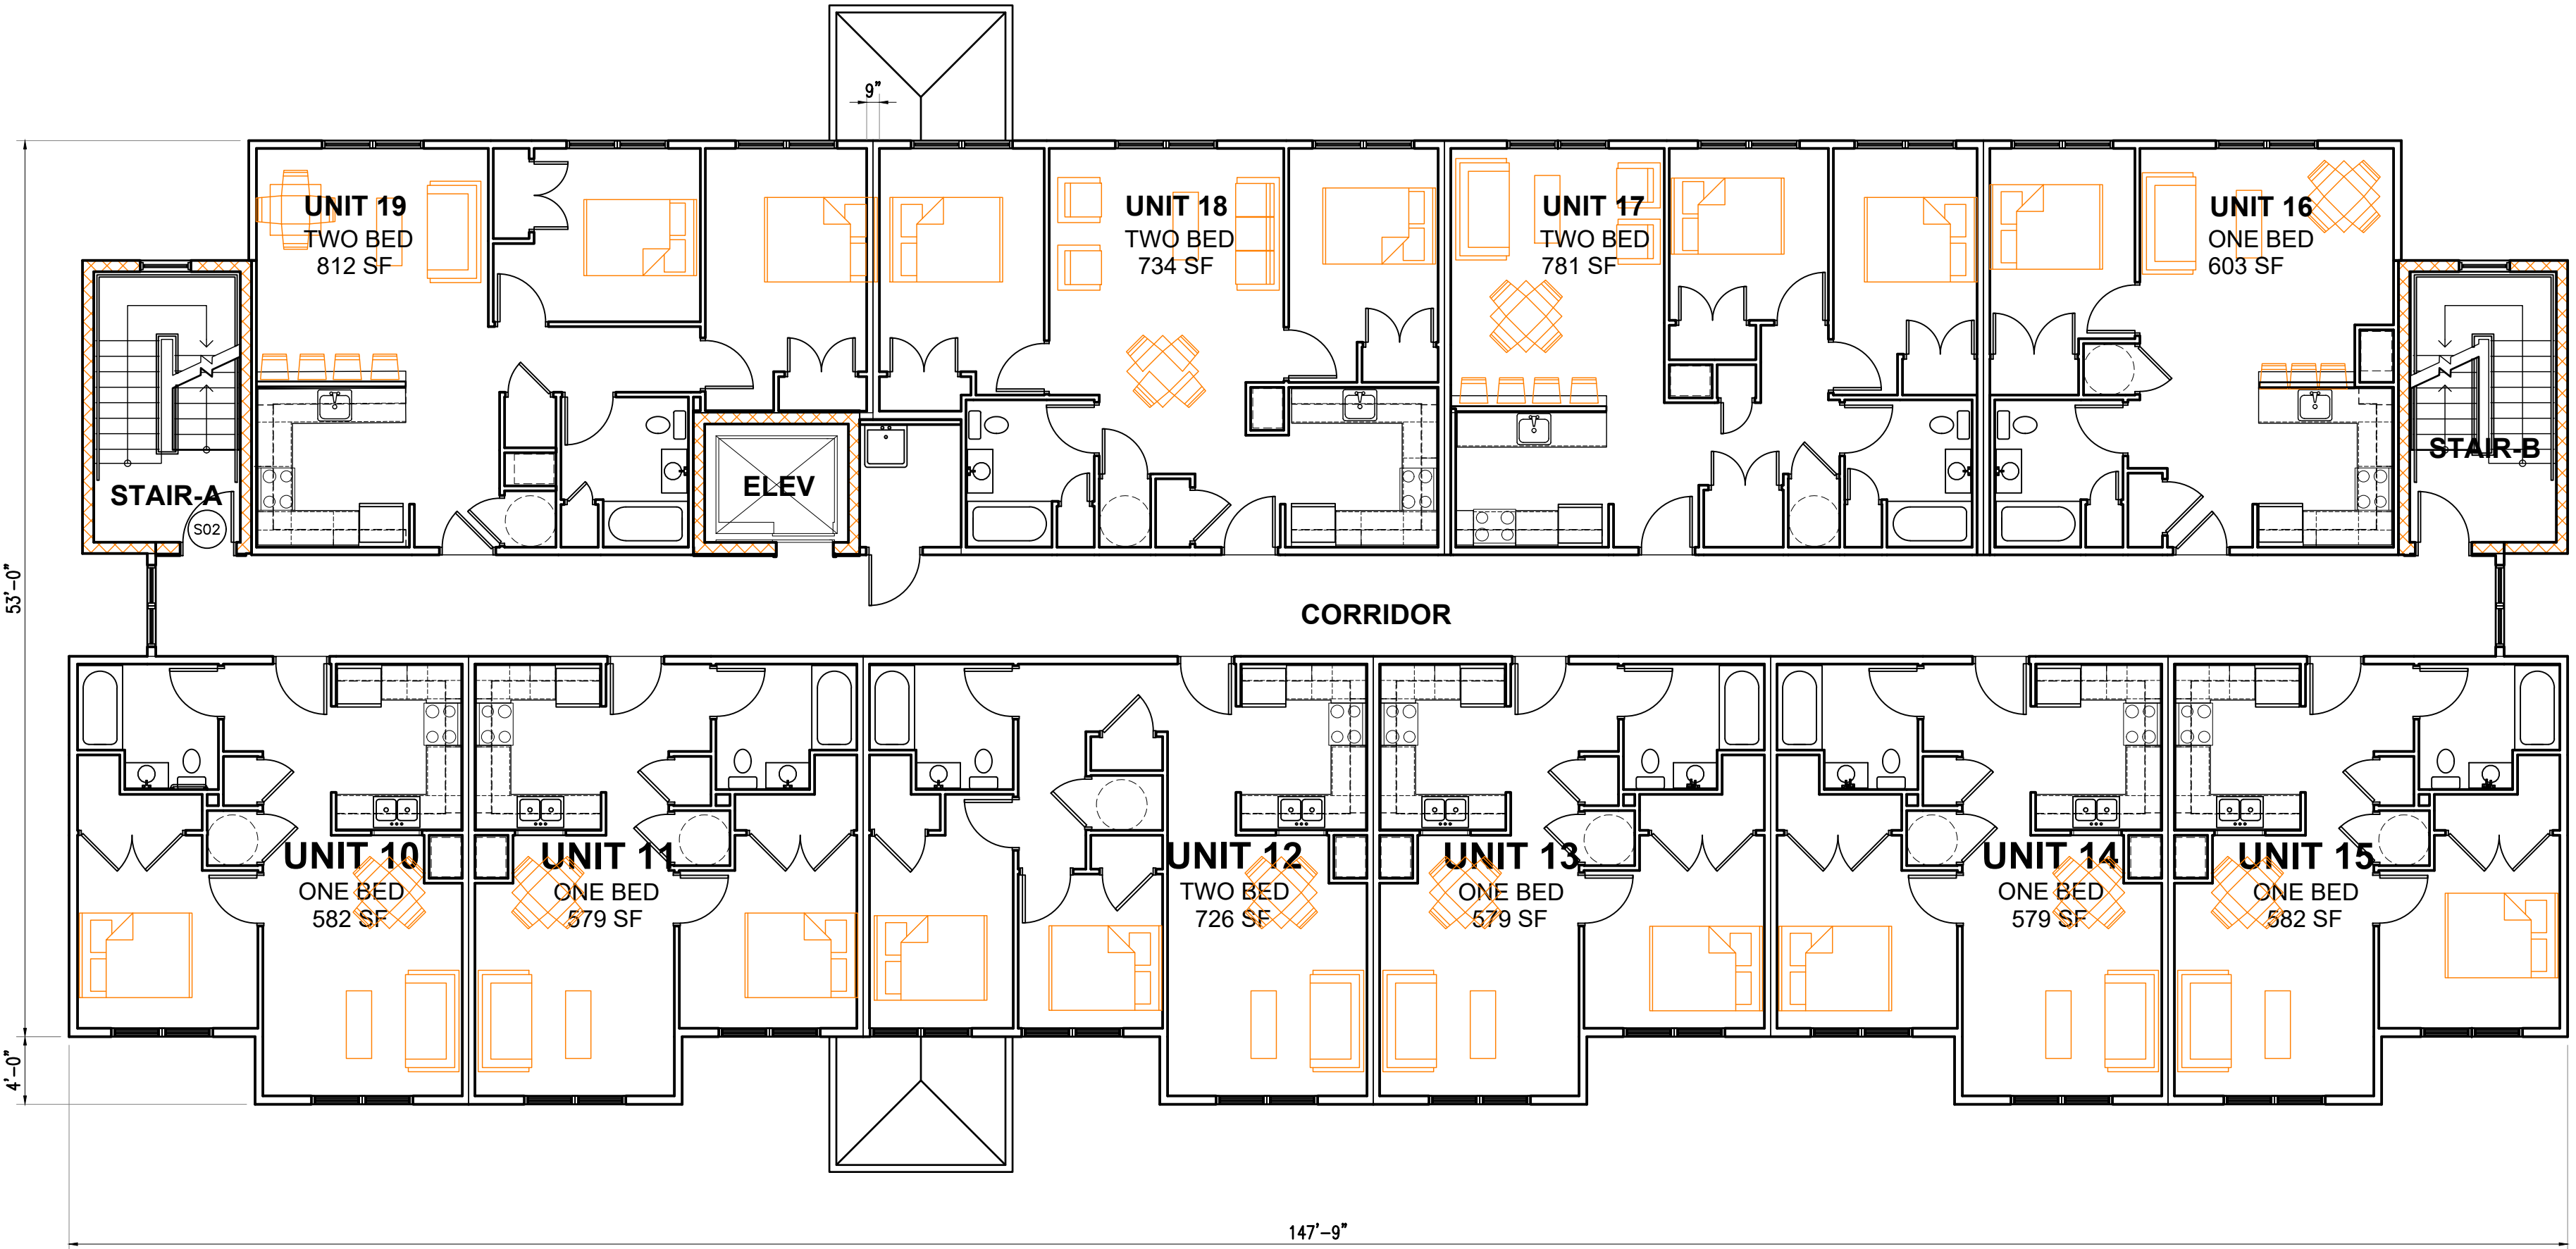 9"
UNIT 19
TWO BED
812 SF
UNIT 18
TWO BED
734 SF
UNIT 17
TWO BED
781 SF
UNIT 16
ONE BED
603 SF
STAIR-A
S02
ELEV
STAIR-B
53'-0"
CORRIDOR
UNIT 10
ONE BED
582 SF
UNIT 11
ONE BED
579 SF
UNIT 12
TWO BED
726 SF
UNIT 13
ONE BED
579 SF
UNIT 14
ONE BED
579 SF
UNIT 15
ONE BED
582 SF
4'-0"
147'-9"